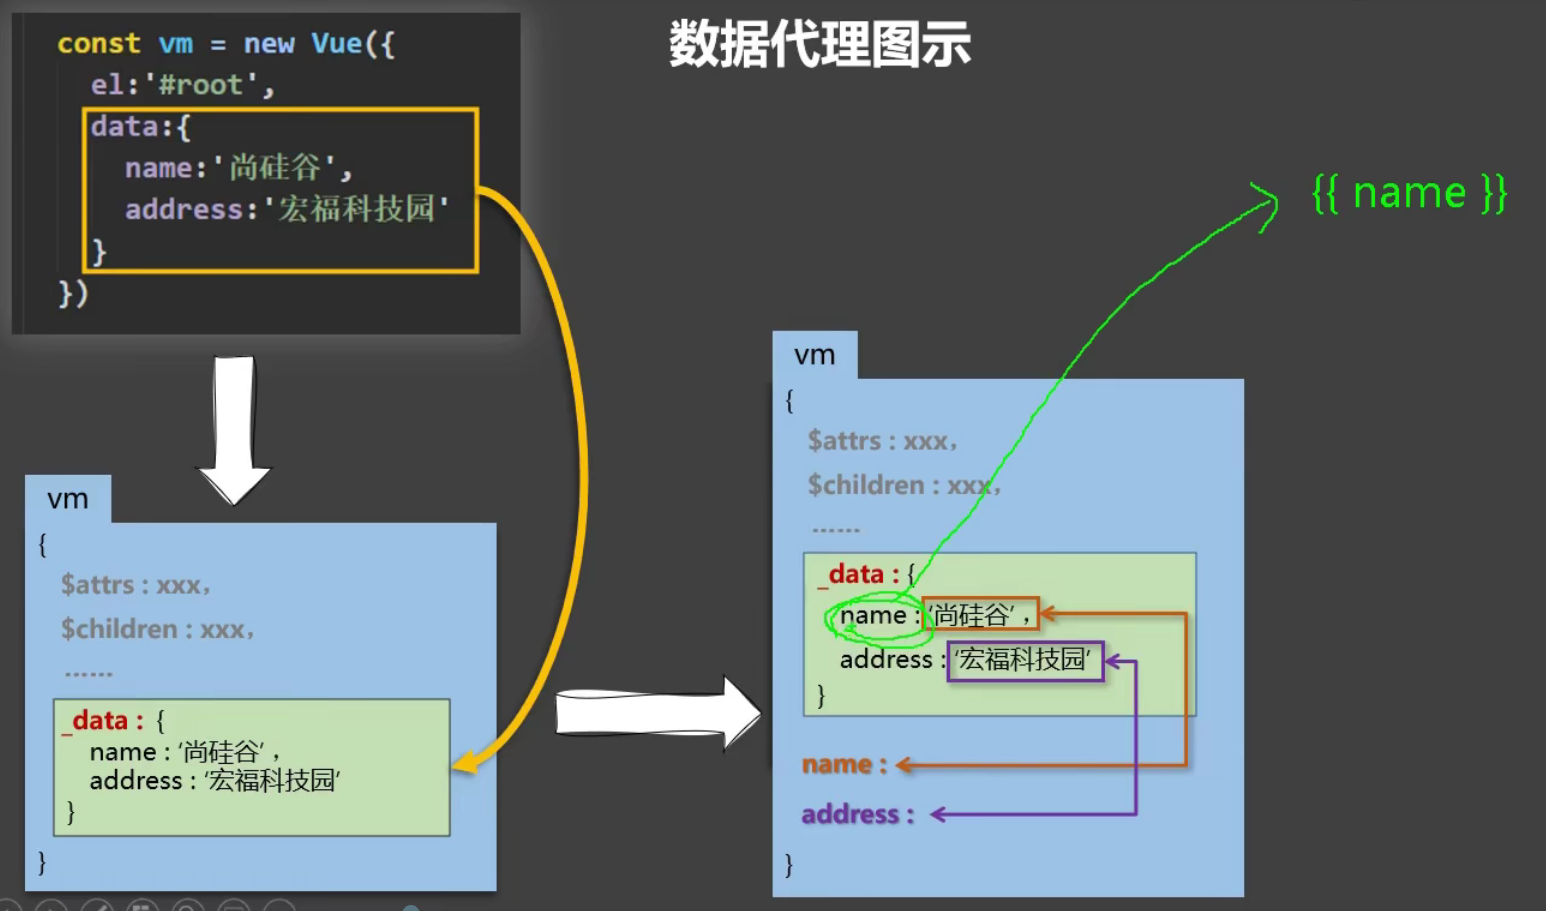 数据代理图示
const vm = new Vue({
el:'#root',
data:{
name:'尚硅谷',
address:'宏福科技园'
}
})
{{ name }}
vm
{
$attrs : xxx，
$children : xxx，
......
_data : {
name : ‘尚硅谷’，
address : ‘宏福科技园’
}
}
vm
{
$attrs : xxx，
$children : xxx，
......
_data : {
name : ‘尚硅谷’，
address : ‘宏福科技园’
}
name :
address :
}